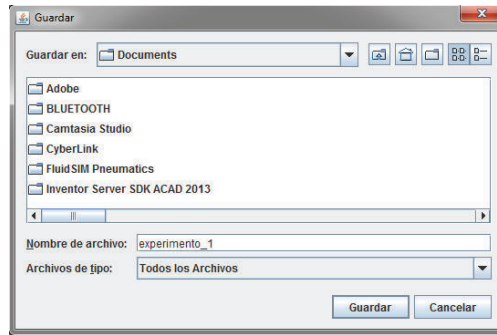 Guardar
Guardar en: Documents
Adobe
BLUETOOTH
Camtasia Studio
CyberLink
FluidSIM Pneumatics
Inventor Server SDK ACAD 2013
Nombre de archivo: experimento_1
Archivos de tipo: Todos los Archivos
Guardar Cancelar